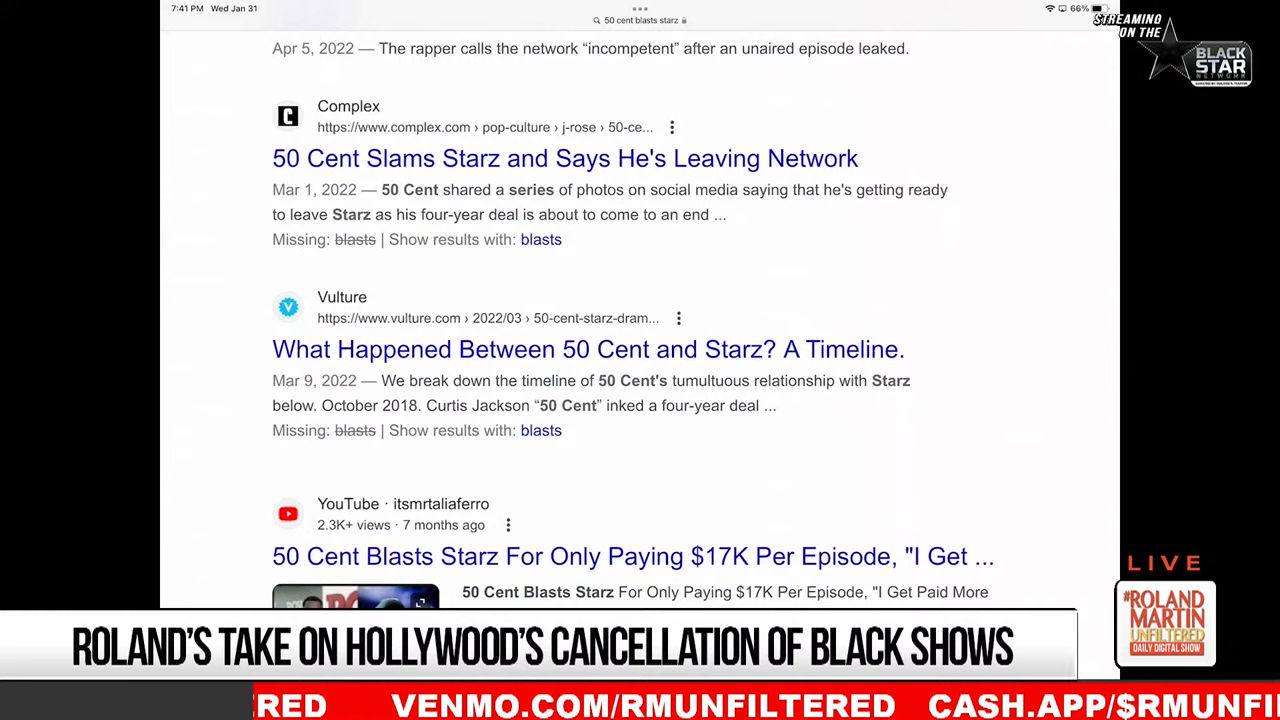 7:41 PM Wed Jan 31
50 cent blasts starz
66%
STREAMING
ON THE
BLACK
STAR
NETWORK
Apr 5, 2022 — The rapper calls the network “incompetent” after an unaired episode leaked.
Complex
https://www.complex.com › pop-culture › j-rose › 50-ce...
50 Cent Slams Starz and Says He's Leaving Network
Mar 1, 2022 — 50 Cent shared a series of photos on social media saying that he's getting ready
to leave Starz as his four-year deal is about to come to an end ...
Missing: blasts | Show results with: blasts
Vulture
https://www.vulture.com › 2022/03 › 50-cent-starz-dram...
What Happened Between 50 Cent and Starz? A Timeline.
Mar 9, 2022 — We break down the timeline of 50 Cent's tumultuous relationship with Starz
below. October 2018. Curtis Jackson “50 Cent” inked a four-year deal ...
Missing: blasts | Show results with: blasts
YouTube · itsmrtaliaferro
2.3K+ views · 7 months ago
50 Cent Blasts Starz For Only Paying $17K Per Episode, "I Get ...
50 Cent Blasts Starz For Only Paying $17K Per Episode, "I Get Paid More
LIVE
#ROLAND
MARTIN
UNFILTERED
DAILY DIGITAL SHOW
ROLAND'S TAKE ON HOLLYWOOD'S CANCELLATION OF BLACK SHOWS
ERED VENMO.COM/RMUNFILTERED CASH.APP/$RMUNFI